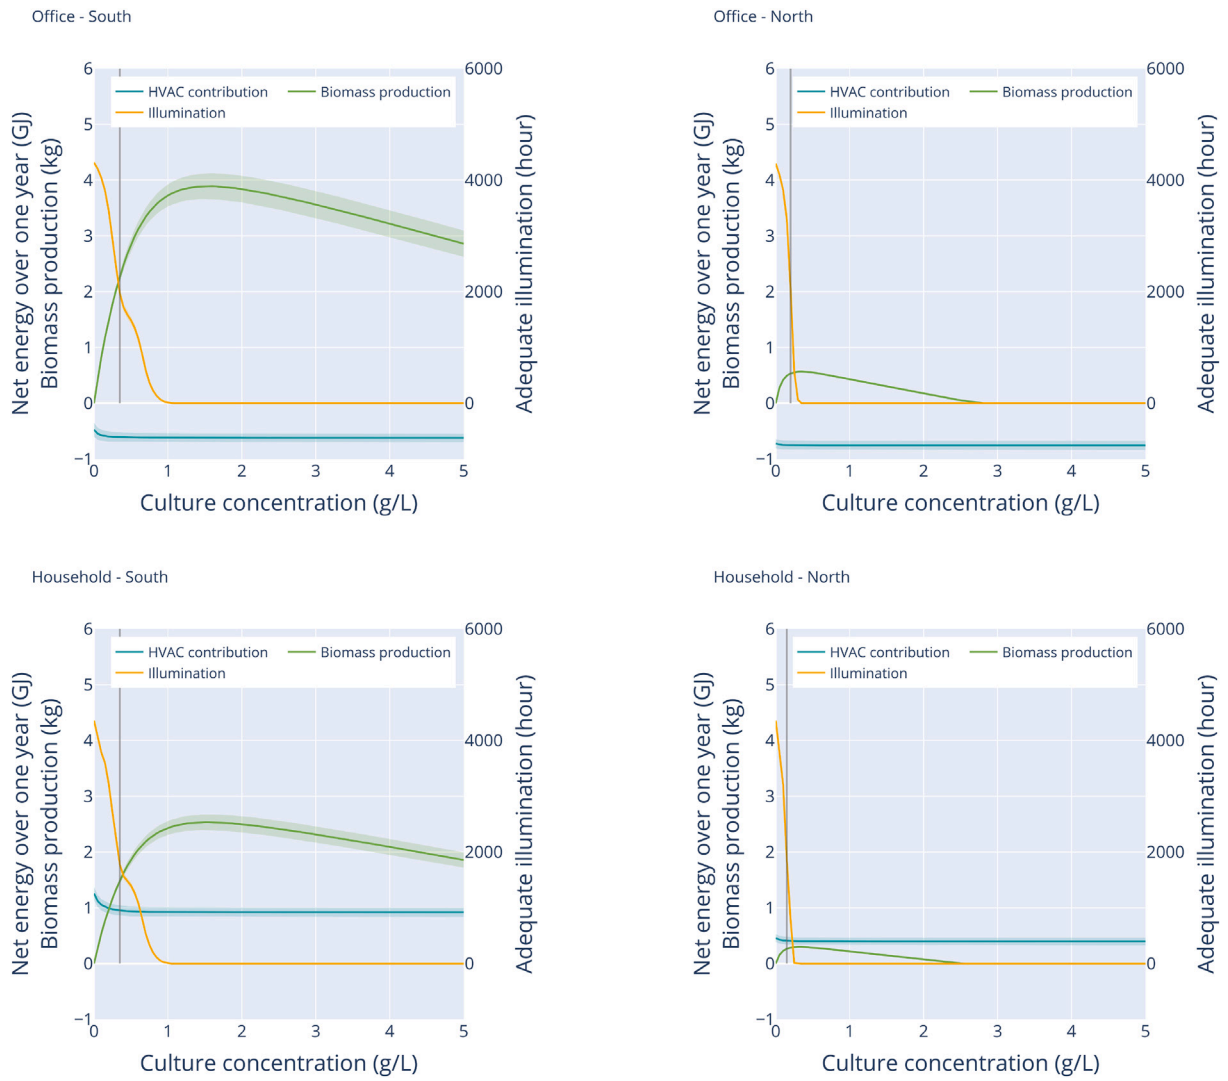 Office - South
Office - North
6
5
4
3
2
1
0
−1
Net energy over one year (GJ)
Biomass production (kg)
HVAC contribution
Biomass production
Illumination
6000
4000
2000
0
Adequate illumination (hour)
0
1
2
3
4
5
Culture concentration (g/L)
6
5
4
3
2
1
0
−1
Net energy over one year (GJ)
Biomass production (kg)
HVAC contribution
Biomass production
Illumination
6000
4000
2000
0
Adequate illumination (hour)
0
1
2
3
4
5
Culture concentration (g/L)
Household - South
Household - North
6
5
4
3
2
1
0
−1
Net energy over one year (GJ)
Biomass production (kg)
HVAC contribution
Biomass production
Illumination
6000
4000
2000
0
Adequate illumination (hour)
0
1
2
3
4
5
Culture concentration (g/L)
6
5
4
3
2
1
0
−1
Net energy over one year (GJ)
Biomass production (kg)
HVAC contribution
Biomass production
Illumination
6000
4000
2000
0
Adequate illumination (hour)
0
1
2
3
4
5
Culture concentration (g/L)